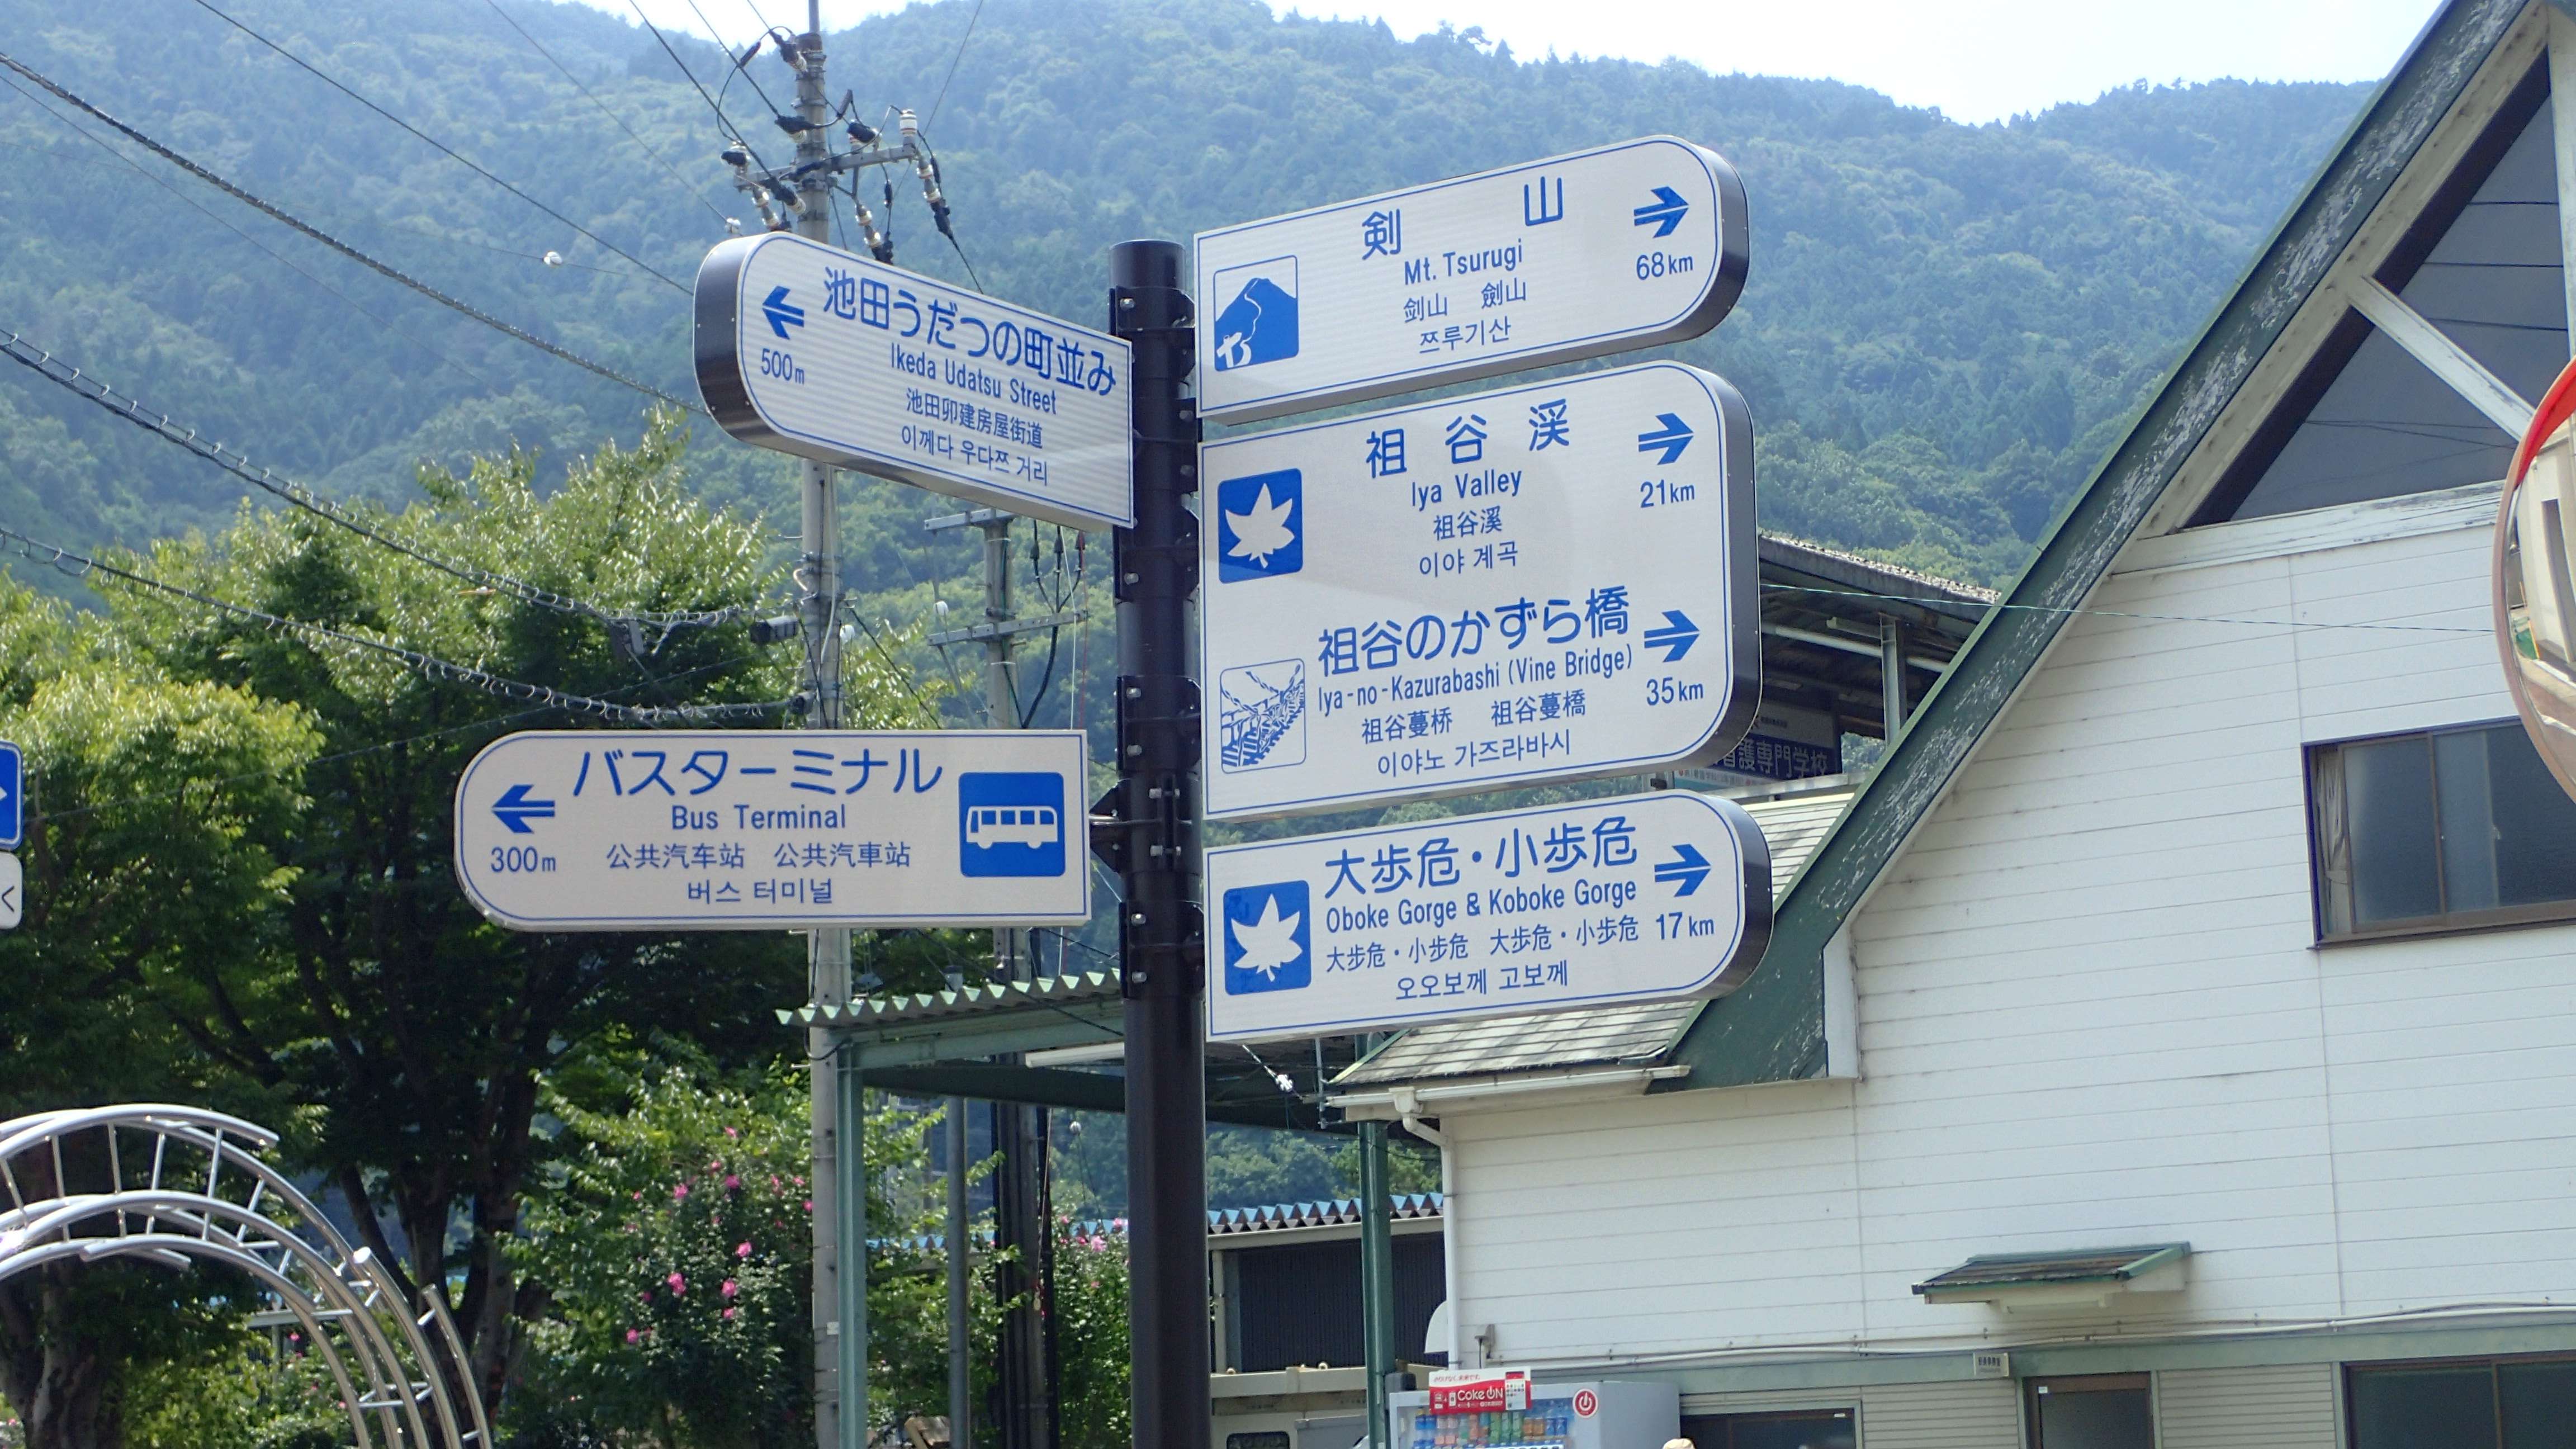 池田うだつの町並み
Ikeda Udatsu Street
500m
池田卯建房屋街道
이께다 우다쯔 거리
バスターミナル
Bus Terminal
300m
公共汽车站 公共汽車站
버스 터미널
剣山
Mt. Tsurugi
68km
剑山 劍山
쯔루기산
祖谷渓
Iya Valley
21km
祖谷溪
이야 계곡
祖谷のかずら橋
Iya-no-Kazurabashi (Vine Bridge)
35km
祖谷蔓桥 祖谷蔓橋
이야노 가즈라바시
大歩危・小歩危
Oboke Gorge & Koboke Gorge
17km
大步危・小步危 大步危・小步危
오오보께 고보께
看護専門学校
Coke ON